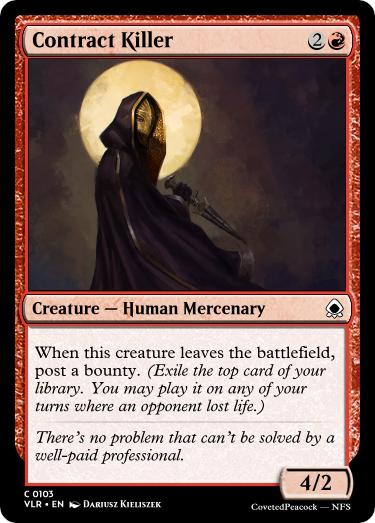 Contract Killer 2
Creature — Human Mercenary
When this creature leaves the battlefield,
post a bounty. (Exile the top card of your
library. You may play it on any of your
turns where an opponent lost life.)
There's no problem that can't be solved by a
well-paid professional.
4/2
C 0103
VLR • EN Dariusz Kieliszek
CovetedPeacock — NFS